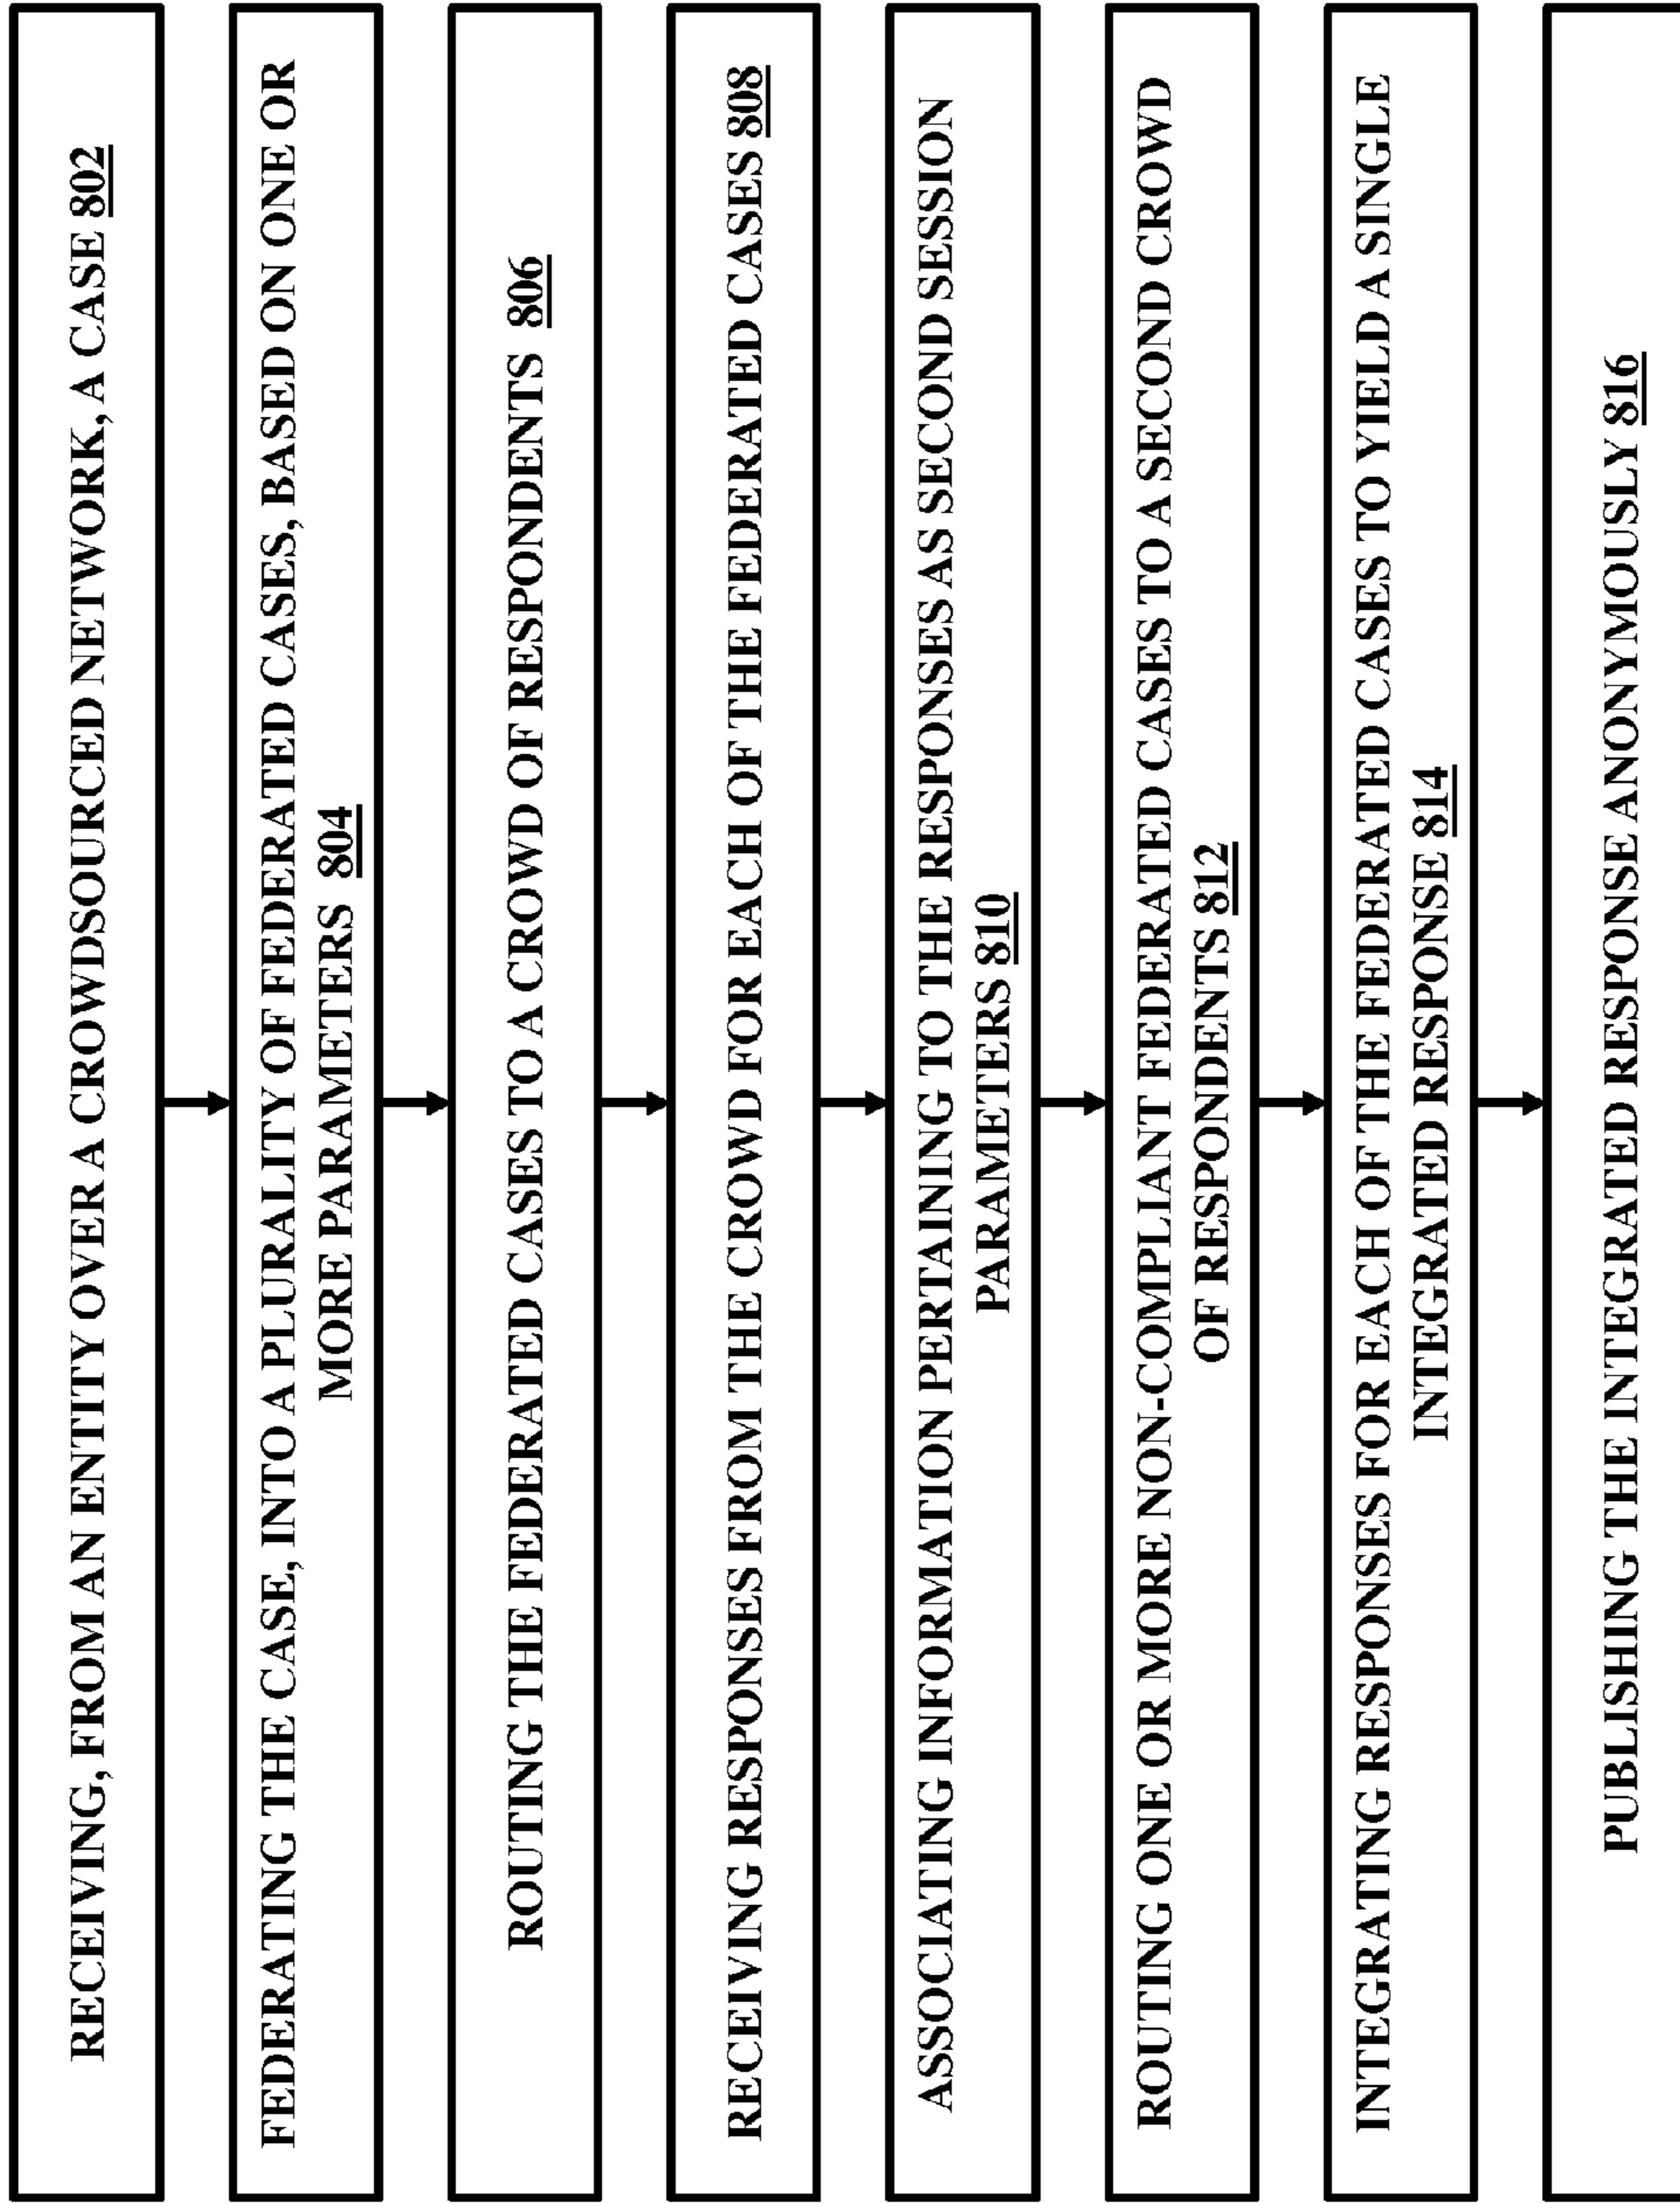 RECEIVING, FROM AN ENTITY OVER A CROWDSOURCED NETWORK, A CASE 802
FEDERATING THE CASE, INTO A PLURALITY OF FEDERATED CASES, BASED ON ONE OR
MORE PARAMETERS 804
ROUTING THE FEDERATED CASES TO A CROWD OF RESPONDENTS 806
RECEIVING RESPONSES FROM THE CROWD FOR EACH OF THE FEDERATED CASES 808
ASSOCIATING INFORMATION PERTAINING TO THE RESPONSES AS SECOND SESSION
PARAMETERS 810
ROUTING ONE OR MORE NON-COMPLIANT FEDERATED CASES TO A SECOND CROWD
OF RESPONDENTS 812
INTEGRATING RESPONSES FOR EACH OF THE FEDERATED CASES TO YIELD A SINGLE
INTEGRATED RESPONSE 814
PUBLISHING THE INTEGRATED RESPONSE ANONYMOUSLY 816